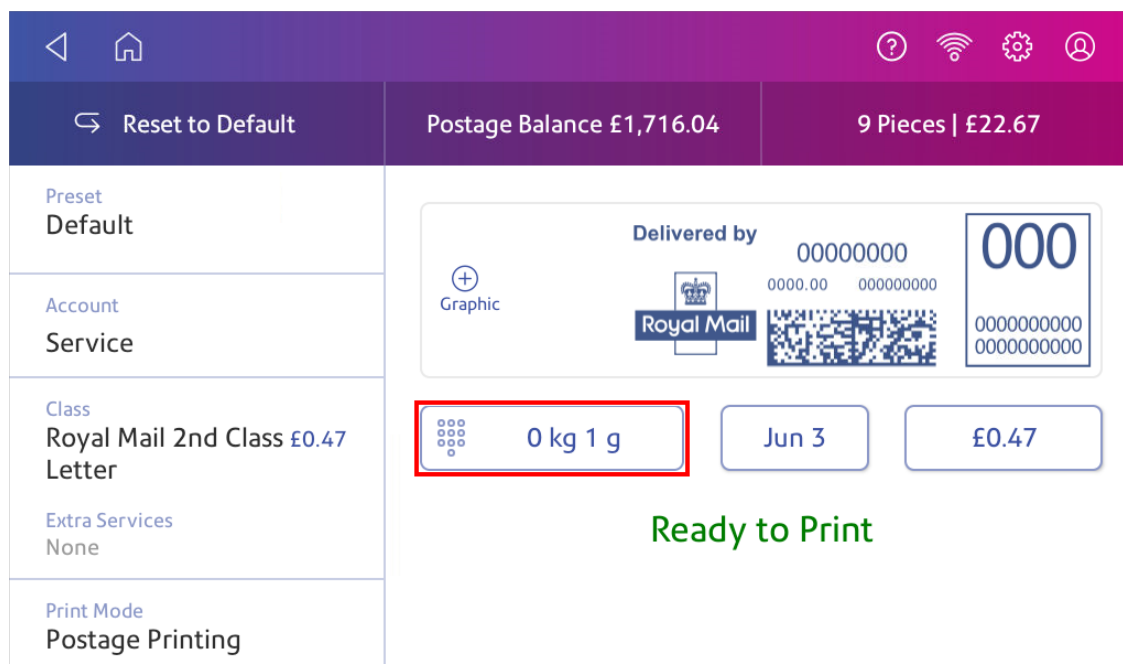 Reset to Default
Postage Balance £1,716.04
9 Pieces | £22.67
Preset
Default
Account
Service
Class
Royal Mail 2nd Class £0.47
Letter
Extra Services
None
Print Mode
Postage Printing
Graphic
Delivered by
Royal Mail
00000000
0000.00 000000000
000
0000000000
0000000000
0 kg 1 g
Jun 3
£0.47
Ready to Print